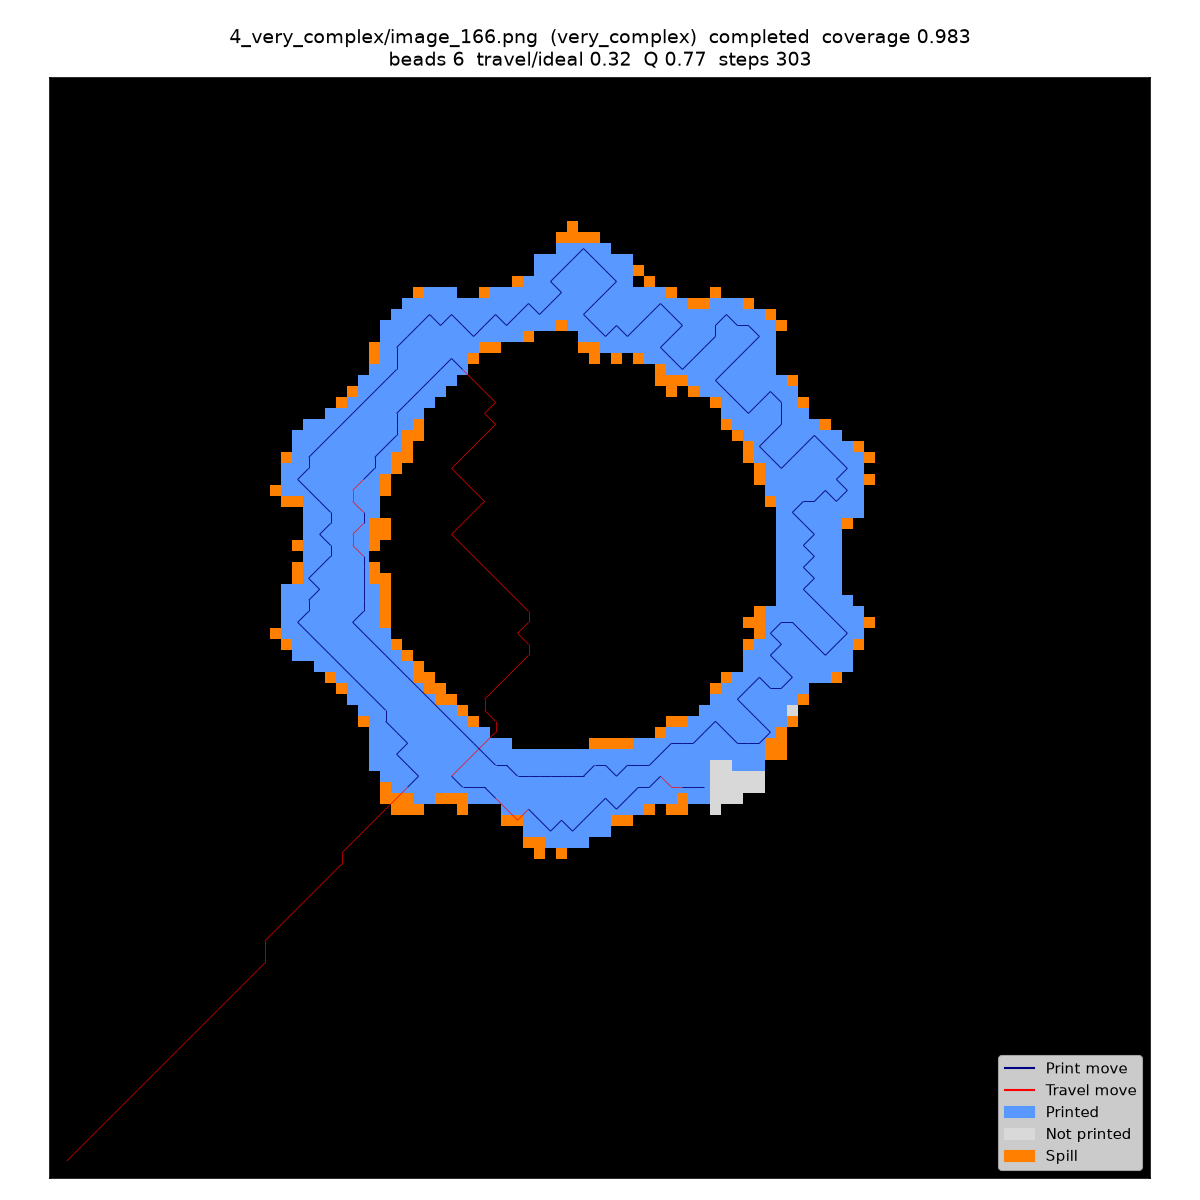 4_very_complex/image_166.png  (very_complex)  completed  coverage 0.983
beads 6  travel/ideal 0.32  Q 0.77  steps 303
Print move
Travel move
Printed
Not printed
Spill